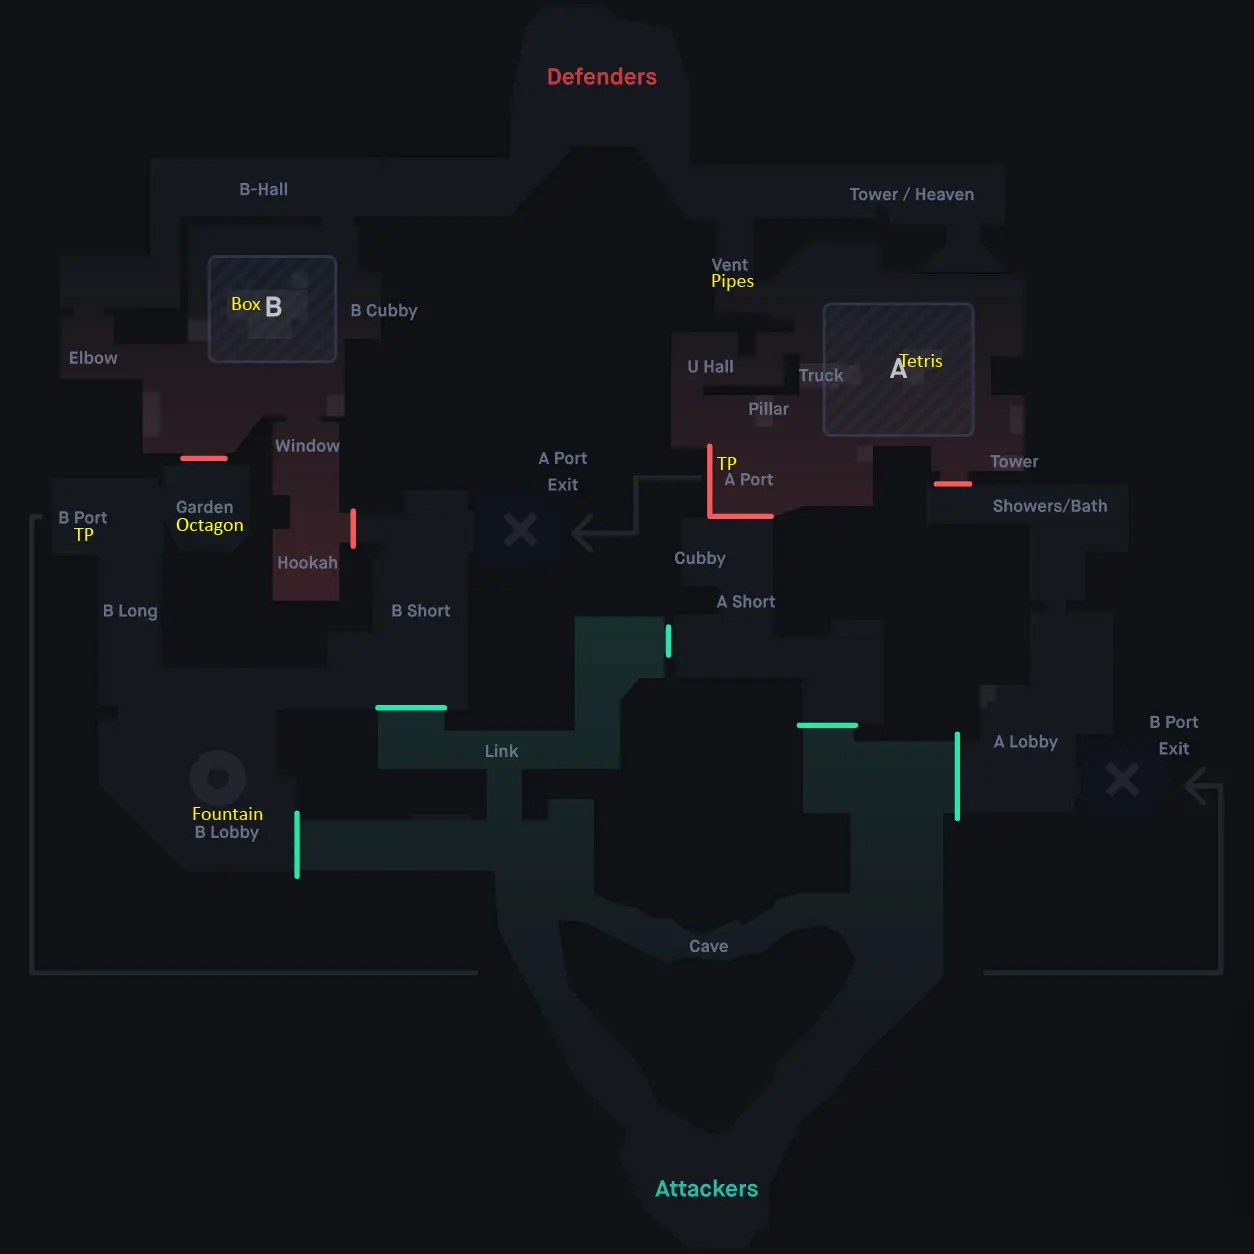 Defenders
B-Hall
Tower / Heaven
Vent
Pipes
Box B
B Cubby
Elbow
U Hall
Truck
A
Tetris
Pillar
Window
A Port
Exit
TP
A Port
Tower
Garden
Octagon
B Port
TP
Showers/Bath
Hookah
Cubby
B Long
B Short
A Short
Link
A Lobby
B Port
Exit
Fountain
B Lobby
Cave
Attackers